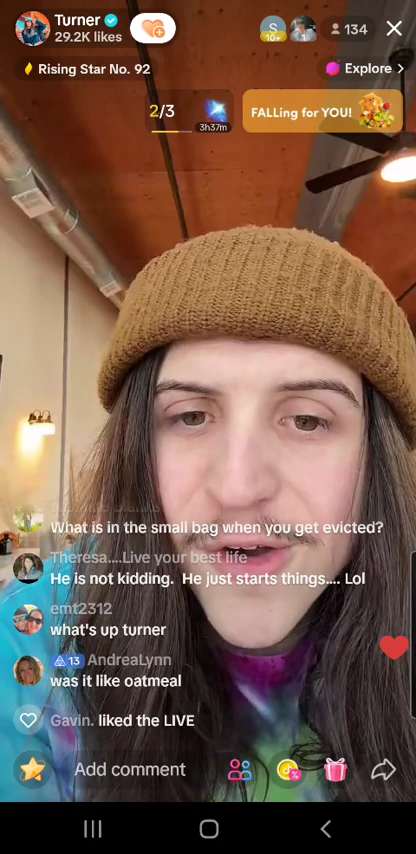 Turner
29.2K likes
S
10+
1
134
Rising Star No. 92
Explore
2/3
3h37m
FALLing for YOU!
What is in the small bag when you get evicted?
Theresa....Live your best life
He is not kidding. He just starts things.... Lol
emt2312
what's up turner
13 AndreaLynn
was it like oatmeal
Gavin. liked the LIVE
Add comment